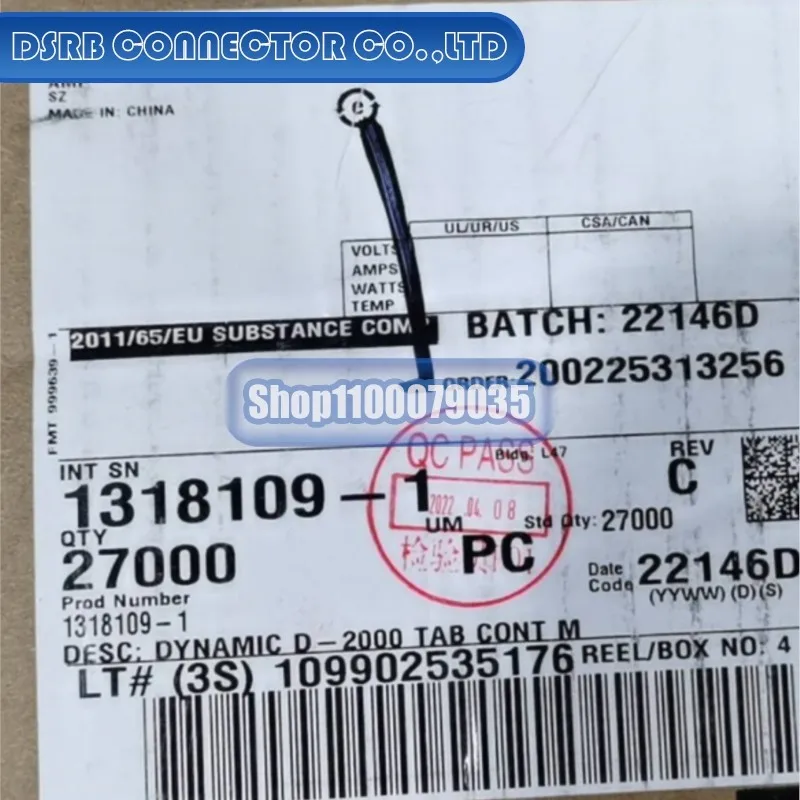 DSRB CONNECTOR CO.,LTD
AMP
SZ
MADE IN: CHINA
e
UL/UR/US CSA/CAN
VOLTS
AMPS
WATTS
TEMP
2011/65/EU SUBSTANCE COMP
BATCH: 22146D
ORDER: 200225313256
Shop1100079035
FMT 999639-1
QC PASS
Bldg. L47
INT SN
1318109-1
REV
C
2022.04.08
QTY
27000
UM
PC
Std Qty: 27000
检验
Date Code 22146D
(YYWW)(D)(S)
Prod Number
1318109-1
DESC: DYNAMIC D-2000 TAB CONT M
LT# (3S) 109902535176 REEL/BOX NO: 4